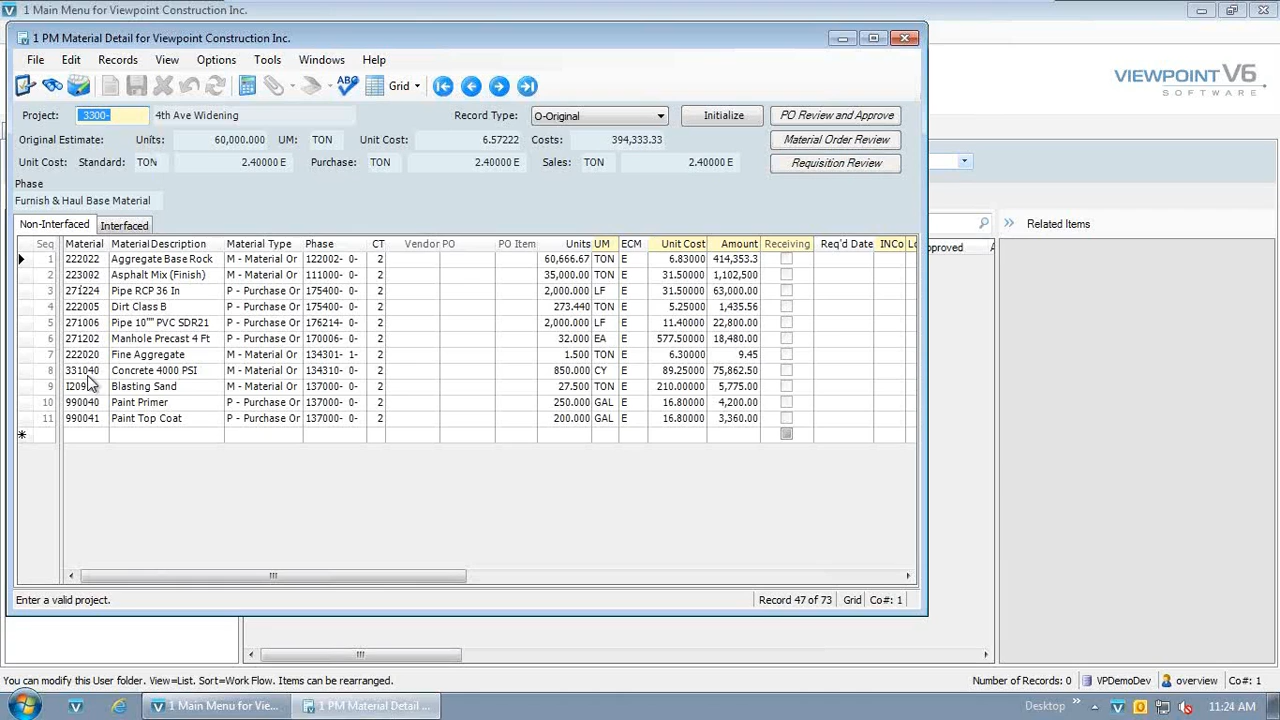 1 Main Menu for Viewpoint Construction Inc.
1 PM Material Detail for Viewpoint Construction Inc.
File Edit Records View Options Tools Windows Help
ABC Grid
VIEWPOINT V6
SOFTWARE
Project: 3300- 4th Ave Widening Record Type: O-Original Initialize PO Review and Approve
Original Estimate: Units: 60,000.000 UM: TON Unit Cost: 6.57222 Costs: 394,333.33 Material Order Review
Unit Cost: Standard: TON 2.40000 E Purchase: TON 2.40000 E Sales: TON 2.40000 E Requisition Review
Phase
Furnish & Haul Base Material
Non-Interfaced Interfaced
Related Items
Seq Material Material Description Material Type Phase CT Vendor PO PO Item Units UM ECM Unit Cost Amount Receiving Req'd Date INCo
1 222022 Aggregate Base Rock M - Material Or 122002- 0- 2 60,666.67 TON E 6.83000 414,353.3
2 223002 Asphalt Mix (Finish) M - Material Or 111000- 0- 2 35,000.00 TON E 31.50000 1,102,500
3 271224 Pipe RCP 36 In P - Purchase Or 175400- 0- 2 2,000.000 LF E 31.50000 63,000.00
4 222005 Dirt Class B P - Purchase Or 175400- 0- 2 273.440 TON E 5.25000 1,435.56
5 271006 Pipe 10"" PVC SDR21 P - Purchase Or 176214- 0- 2 2,000.000 LF E 11.40000 22,800.00
6 271202 Manhole Precast 4 Ft P - Purchase Or 170006- 0- 2 32.000 EA E 577.50000 18,480.00
7 222020 Fine Aggregate M - Material Or 134301- 1- 2 1.500 TON E 6.30000 9.45
8 331040 Concrete 4000 PSI M - Material Or 134310- 0- 2 850.000 CY E 89.25000 75,862.50
9 Blasting Sand M - Material Or 137000- 0- 2 27.500 TON E 210.00000 5,775.00
10 990040 Paint Primer P - Purchase Or 137000- 0- 2 250.000 GAL E 16.80000 4,200.00
11 990041 Paint Top Coat P - Purchase Or 137000- 0- 2 200.000 GAL E 16.80000 3,360.00
Enter a valid project. Record 47 of 73 Grid Co#: 1
You can modify this User folder. View=List. Sort=Work Flow. Items can be rearranged. Number of Records: 0 VPDemoDev overview Co#: 1
1 Main Menu for Vie... 1 PM Material Detail ... Desktop 11:24 AM